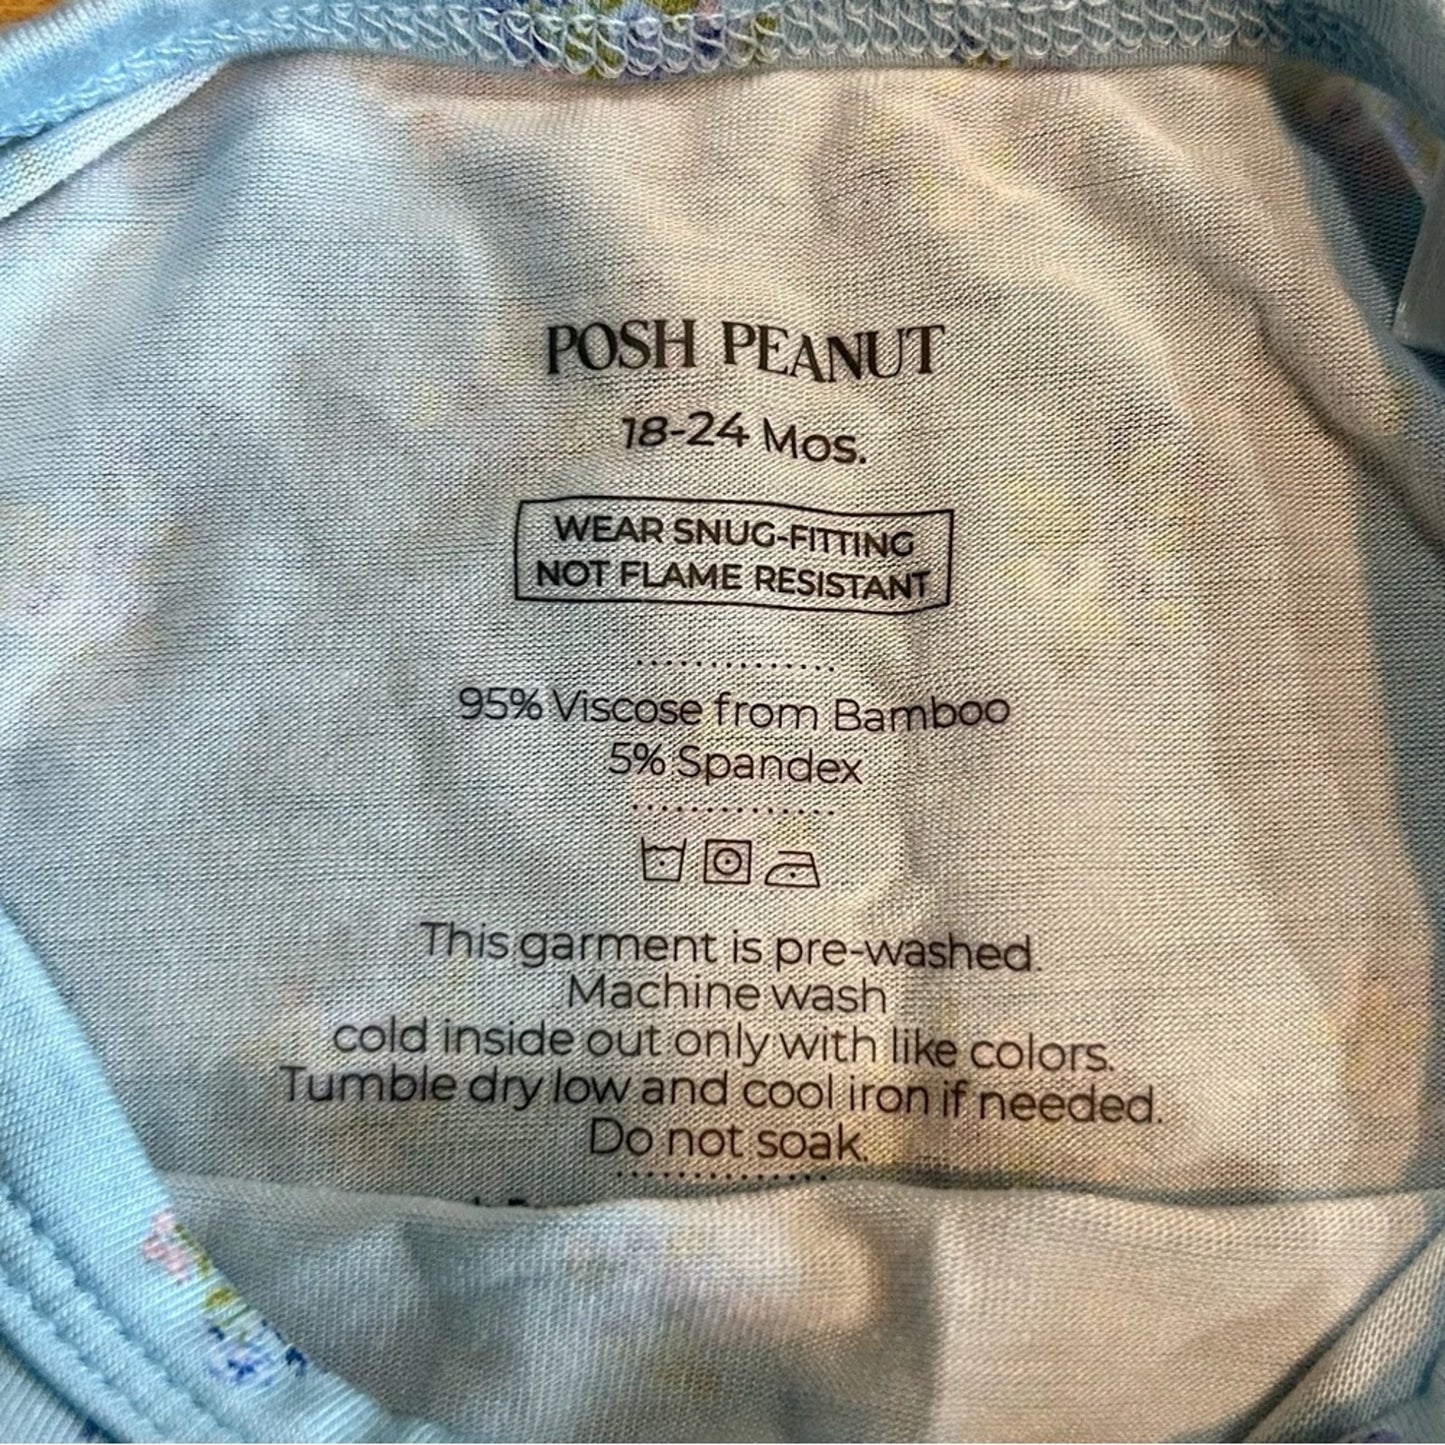 POSH PEANUT
18-24 Mos.
WEAR SNUG-FITTING
NOT FLAME RESISTANT
95% Viscose from Bamboo
5% Spandex
This garment is pre-washed.
Machine wash
cold inside out only with like colors.
Tumble dry low and cool iron if needed.
Do not soak.